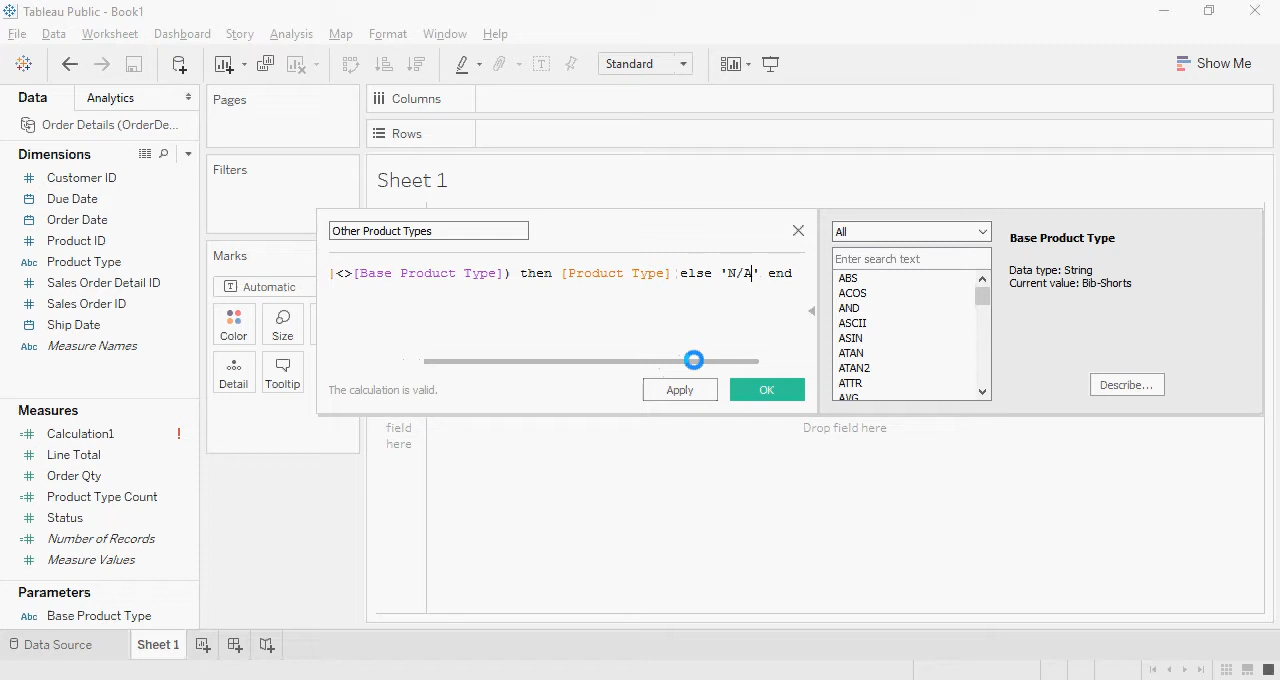 Tableau Public - Book1
File Data Worksheet Dashboard Story Analysis Map Format Window Help
Standard
Show Me
Data Analytics
Order Details (OrderDe...
Dimensions
Customer ID
Due Date
Order Date
Product ID
Abc Product Type
Sales Order Detail ID
Sales Order ID
Ship Date
Abc Measure Names
Measures
Calculation1 !
Line Total
Order Qty
Product Type Count
Status
Number of Records
Measure Values
Parameters
Abc Base Product Type
Pages
Filters
Marks
Automatic
Color Size
Detail Tooltip
Columns
Rows
Sheet 1
Other Product Types
<>[Base Product Type]) then [Product Type] else 'N/A' end
The calculation is valid.
Apply OK
All
Enter search text
ABS
ACOS
AND
ASCII
ASIN
ATAN
ATAN2
ATTR
AVG
Base Product Type
Data type: String
Current value: Bib-Shorts
Describe...
field
here
Drop field here
Data Source Sheet 1